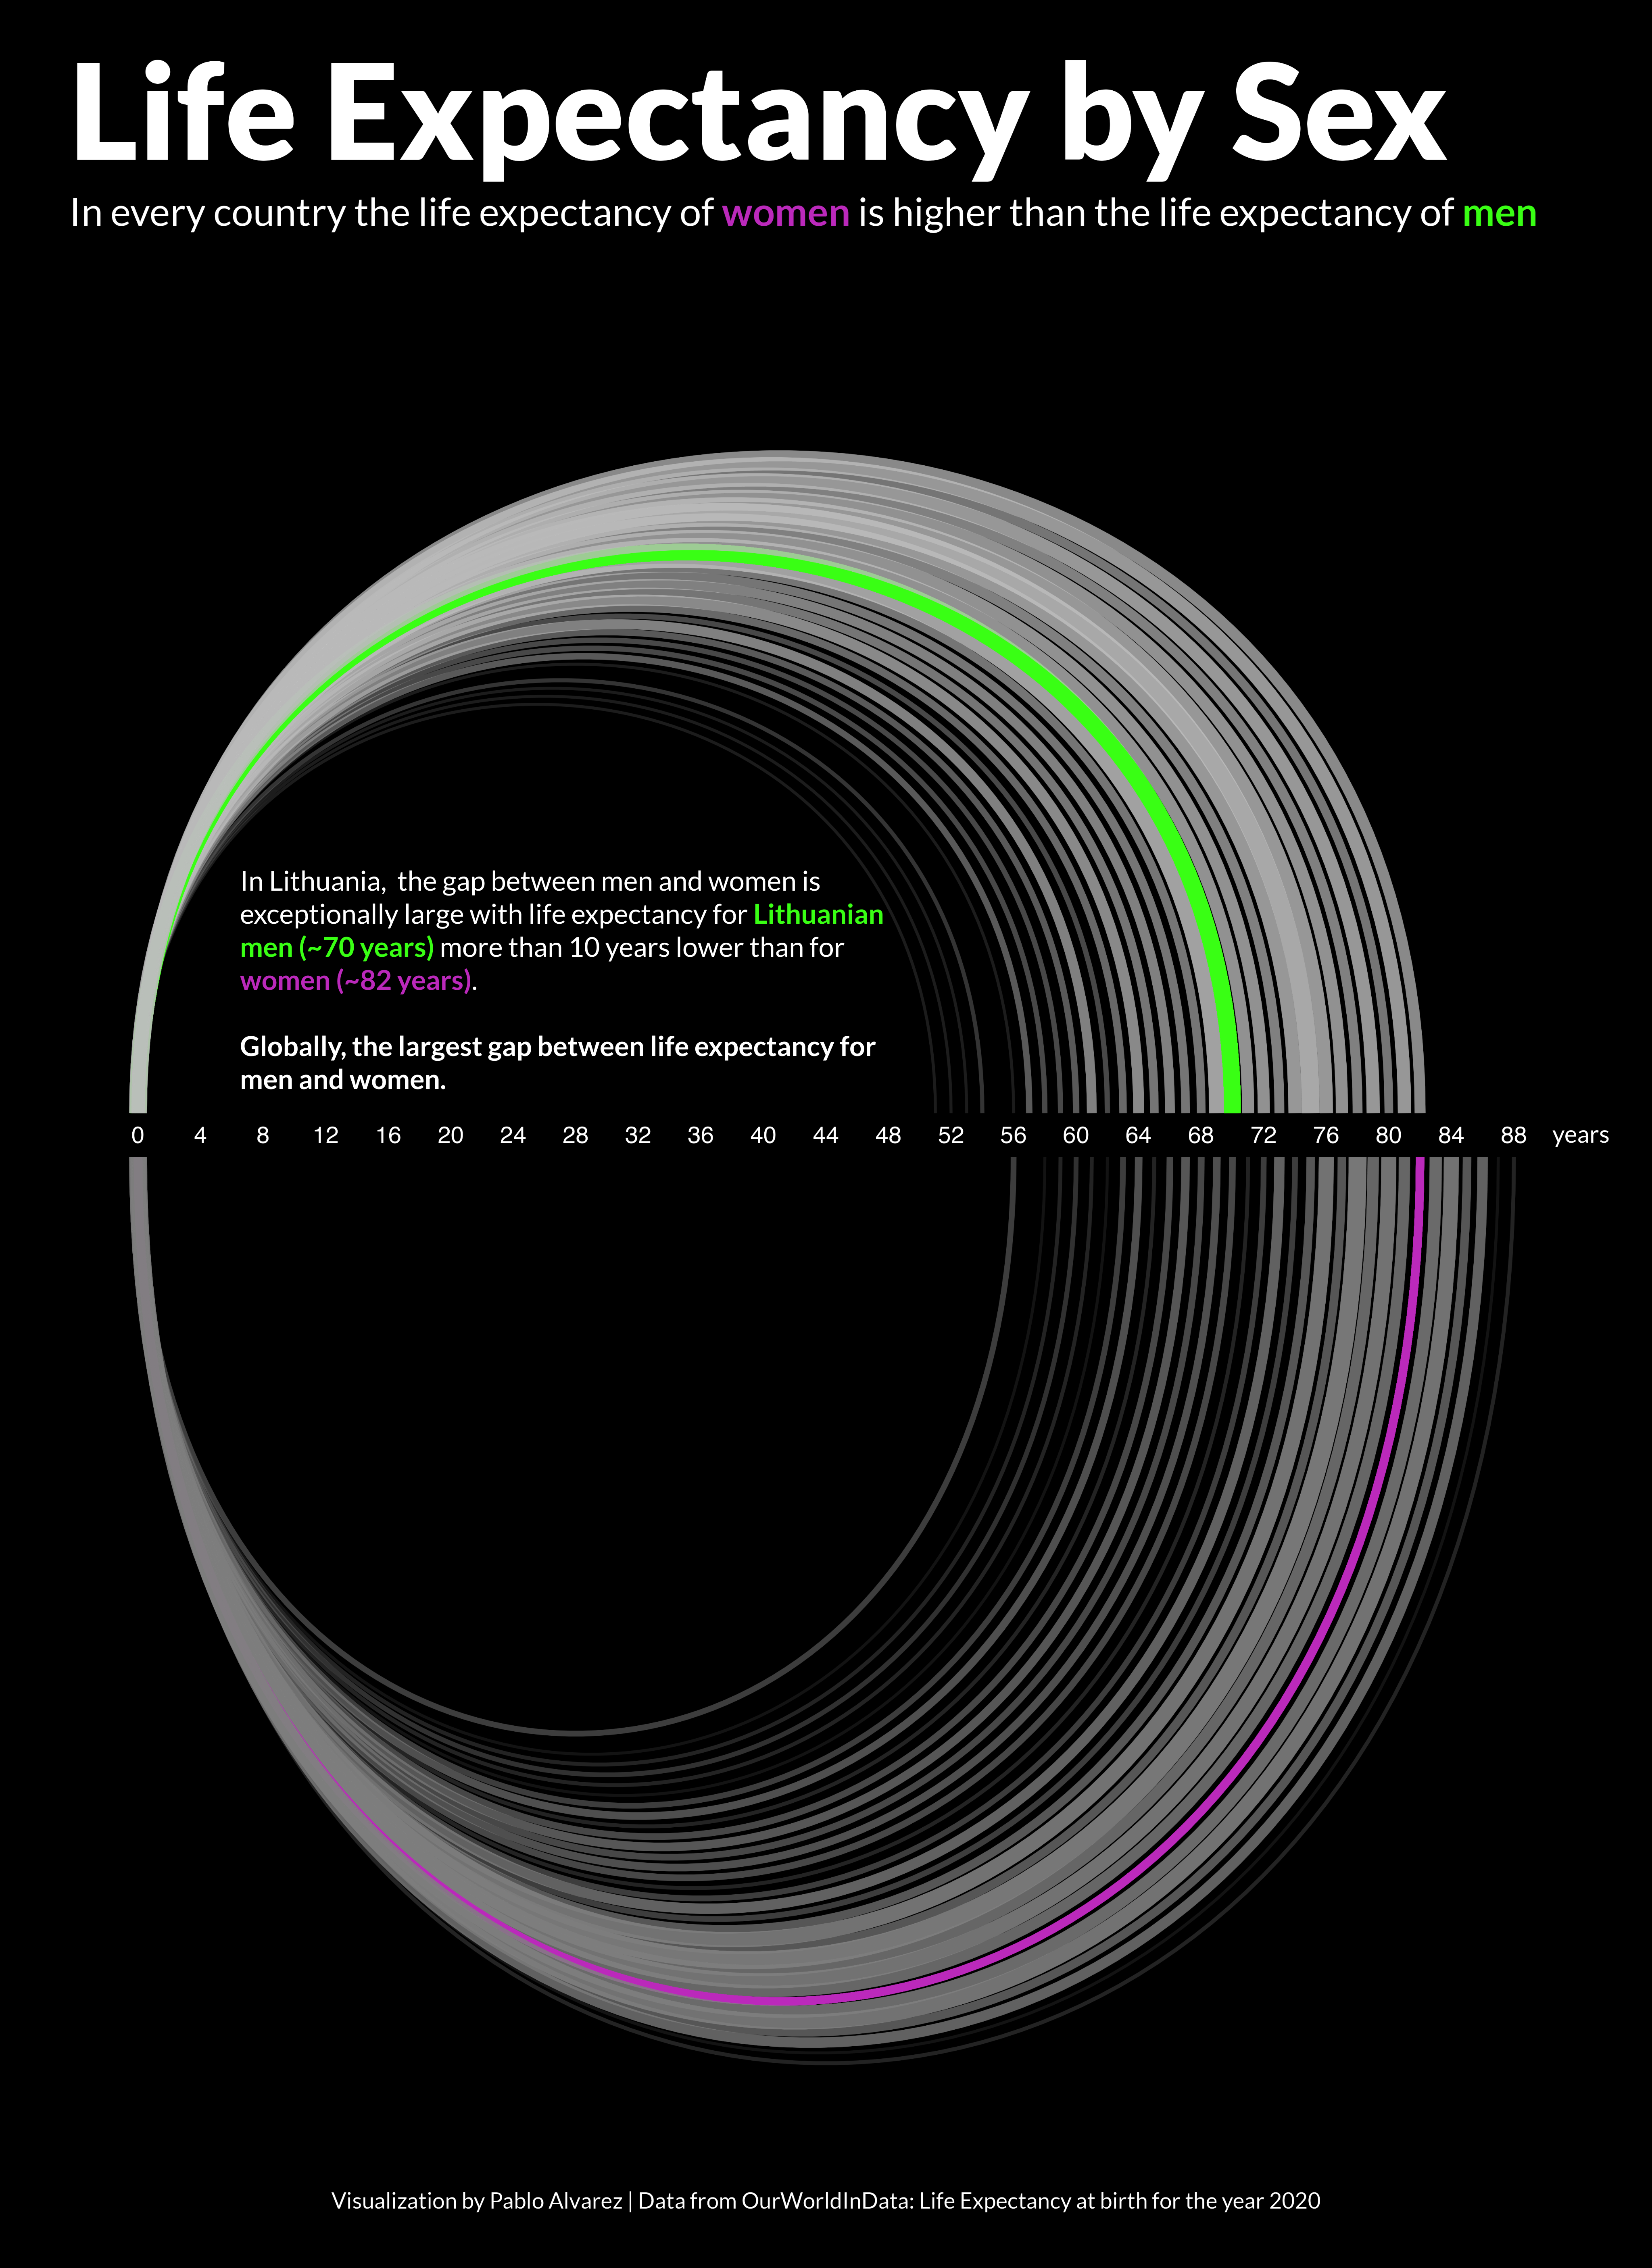 Life Expectancy by Sex
In every country the life expectancy of women is higher than the life expectancy of men
In Lithuania,  the gap between men and women is
exceptionally large with life expectancy for Lithuanian
men (~70 years) more than 10 years lower than for
women (~82 years).
Globally, the largest gap between life expectancy for
men and women.
0 4 8 12 16 20 24 28 32 36 40 44 48 52 56 60 64 68 72 76 80 84 88 years
Visualization by Pablo Alvarez | Data from OurWorldInData: Life Expectancy at birth for the year 2020